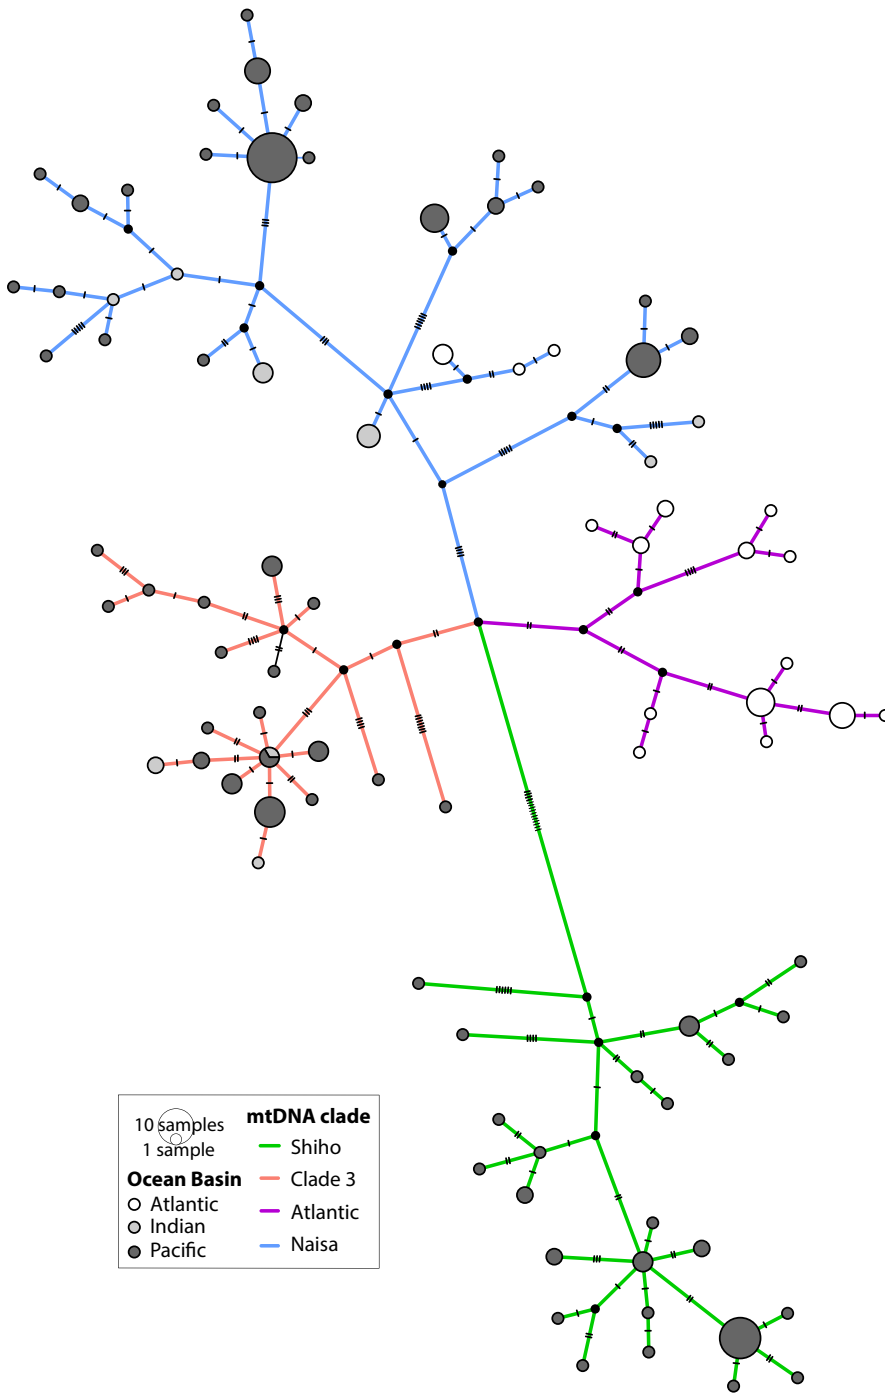 10 samples
1 sample
Ocean Basin
Atlantic
Indian
Pacific
mtDNA clade
Shiho
Clade 3
Atlantic
Naisa